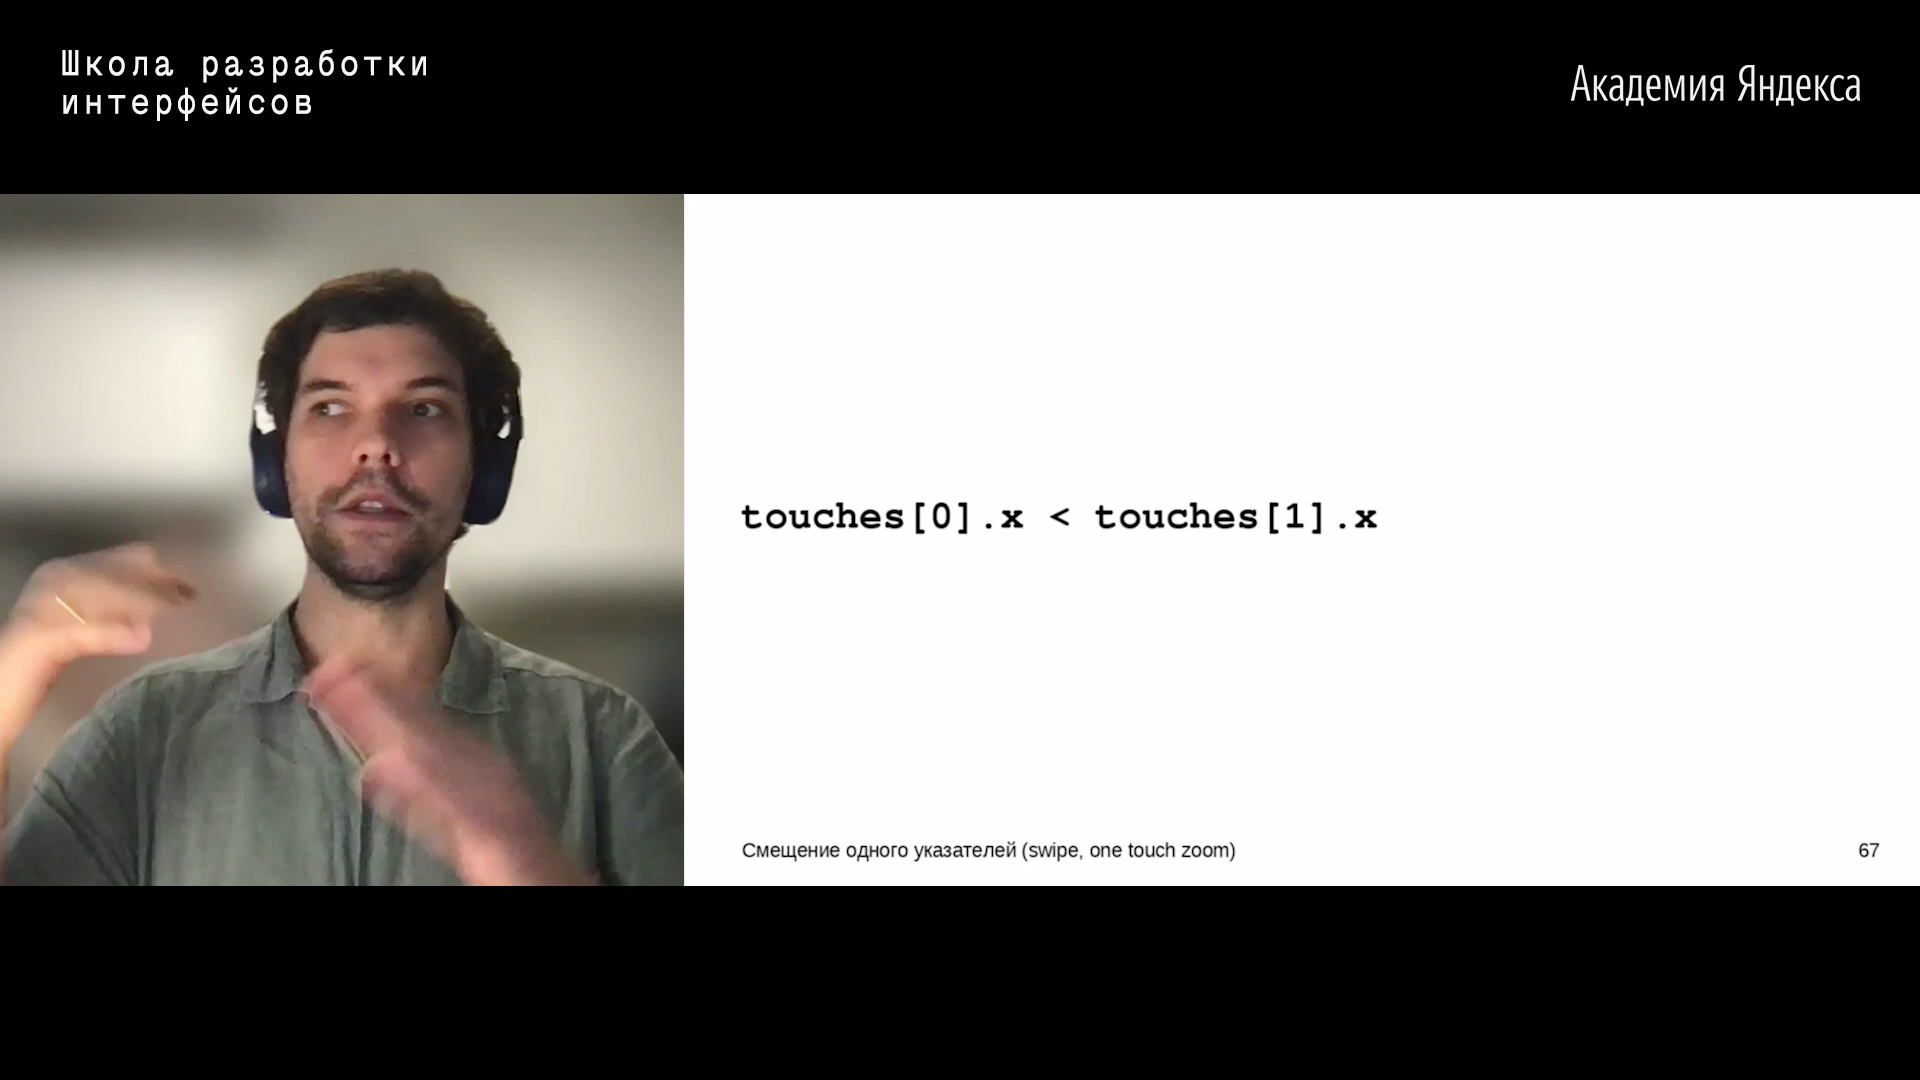 Школа разработки
интерфейсов
Академия Яндекса
touches[0].x < touches[1].x
Смещение одного указателей (swipe, one touch zoom)
67